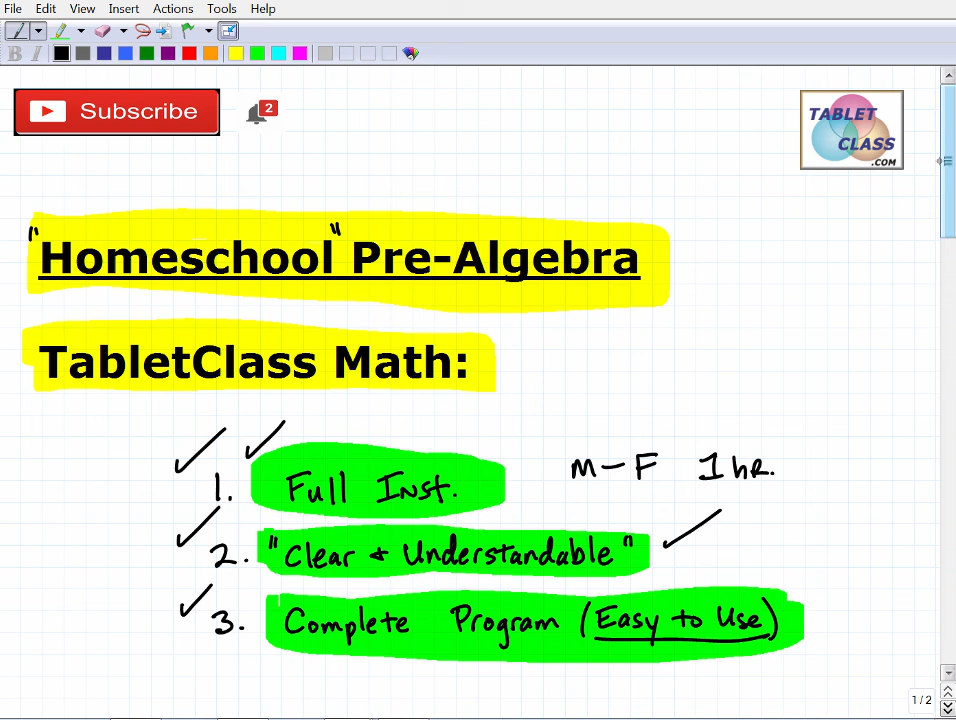 File Edit View Insert Actions Tools Help
B I
Subscribe
2
TABLET
CLASS
.COM
"Homeschool" Pre-Algebra
TabletClass Math:
1. Full Inst.
M-F 1 hr.
2. "Clear & Understandable"
3. Complete Program (Easy to Use)
1 / 2